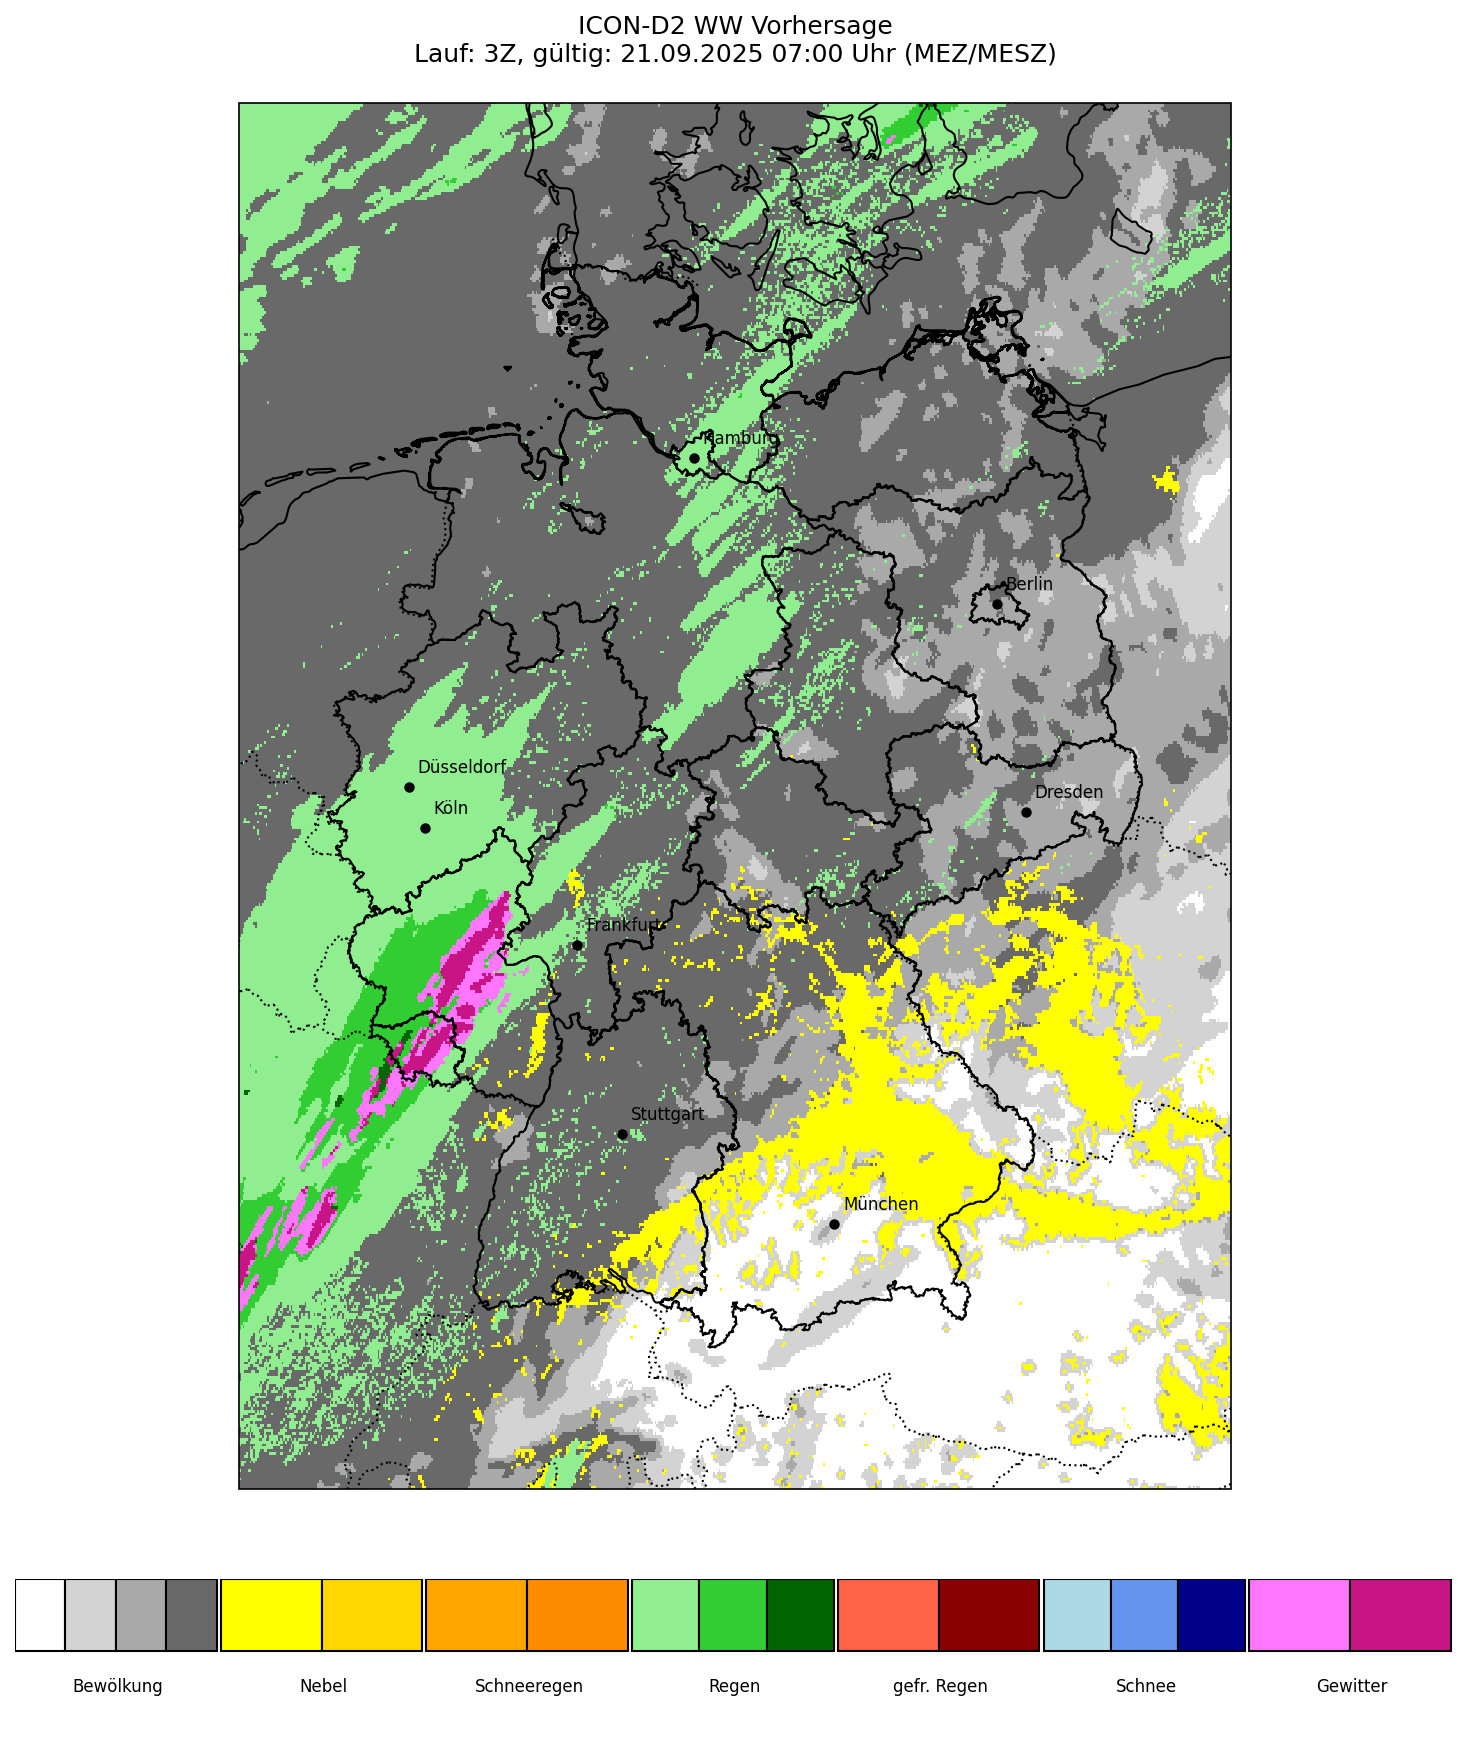 ICON-D2 WW Vorhersage
Lauf: 3Z, gültig: 21.09.2025 07:00 Uhr (MEZ/MESZ)
Hamburg
Berlin
Düsseldorf
Köln
Dresden
Frankfurt
Stuttgart
München
Bewölkung
Nebel
Schneeregen
Regen
gefr. Regen
Schnee
Gewitter